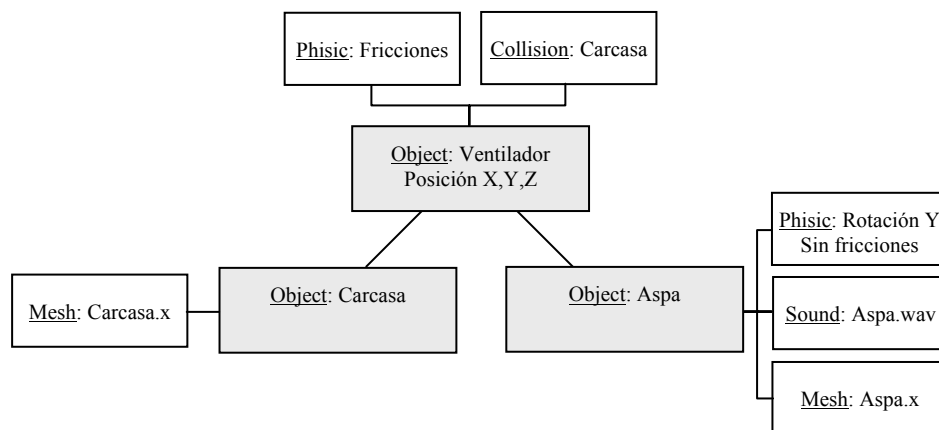 Phisic: Fricciones
Collision: Carcasa
Object: Ventilador
Posición X,Y,Z
Phisic: Rotación Y
Sin fricciones
Mesh: Carcasa.x
Object: Carcasa
Object: Aspa
Sound: Aspa.wav
Mesh: Aspa.x